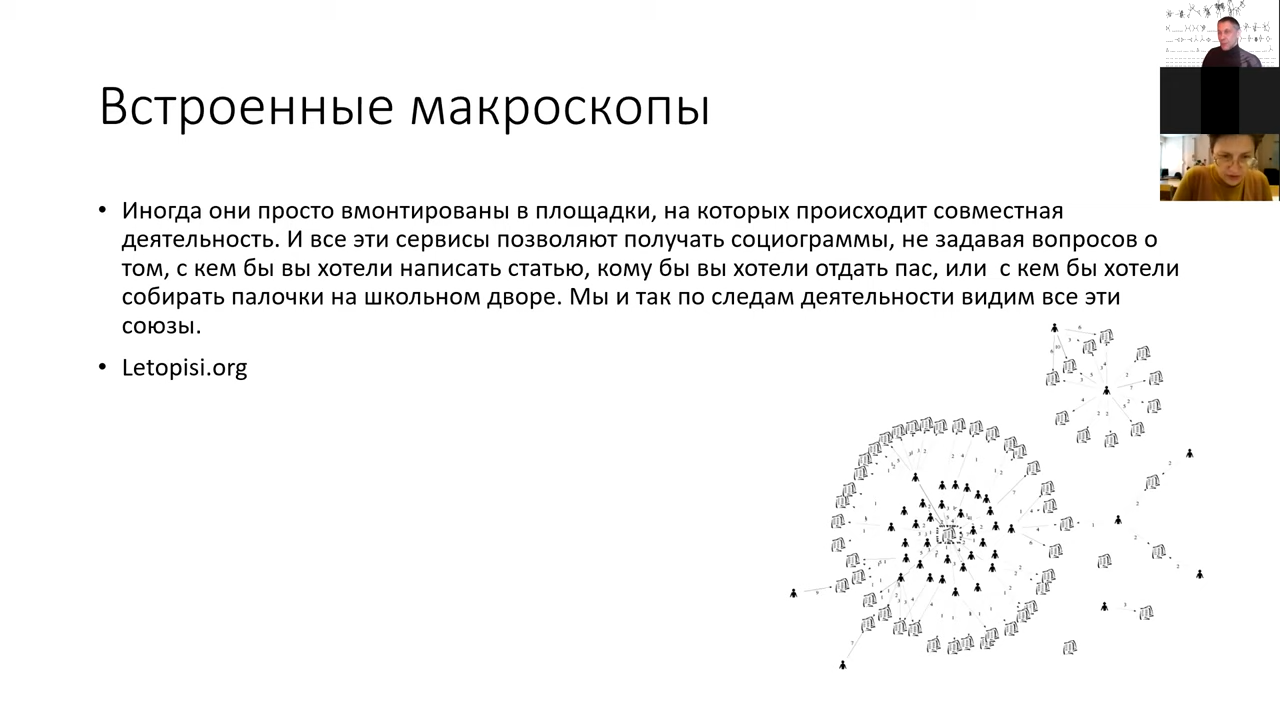 Встроенные макроскопы
• Иногда они просто вмонтированы в площадки, на которых происходит совместная
деятельность. И все эти сервисы позволяют получать социограммы, не задавая вопросов о
том, с кем бы вы хотели написать статью, кому бы вы хотели отдать пас, или  с кем бы хотели
собирать палочки на школьном дворе. Мы и так по следам деятельности видим все эти
союзы.
• Letopisi.org